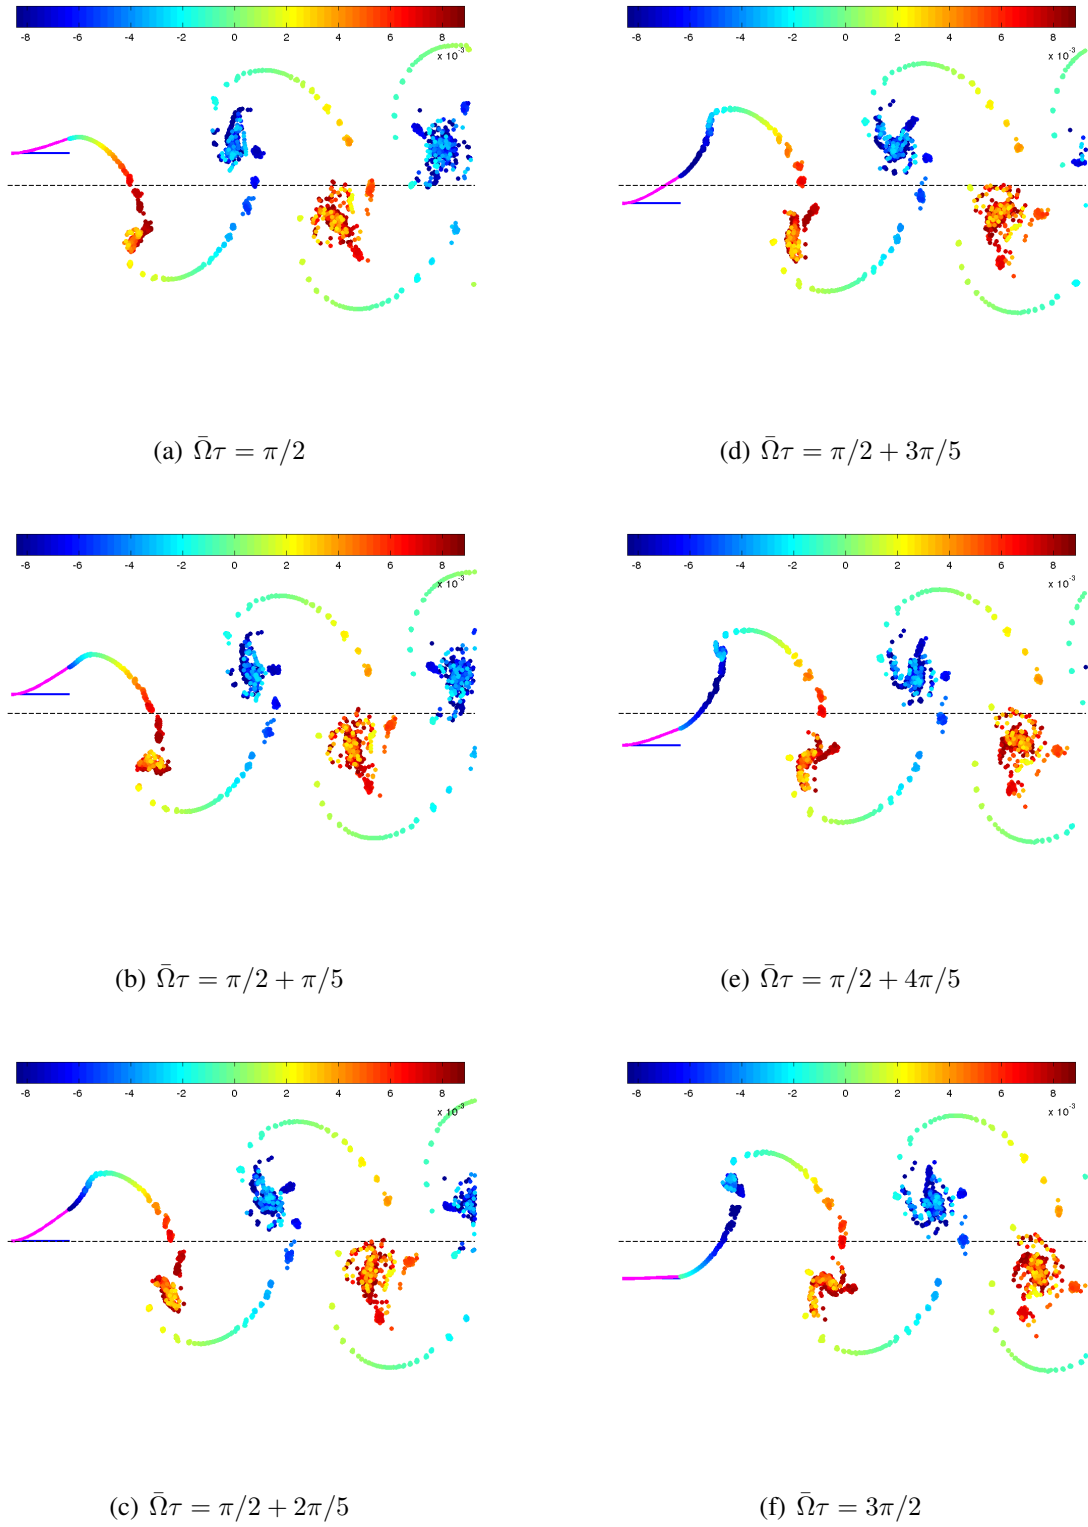 -8 -6 -4 -2 0 2 4 6 8
x 10⁻³
(a) Ω̄τ = π/2
-8 -6 -4 -2 0 2 4 6 8
x 10⁻³
(d) Ω̄τ = π/2 + 3π/5
-8 -6 -4 -2 0 2 4 6 8
x 10⁻³
(b) Ω̄τ = π/2 + π/5
-8 -6 -4 -2 0 2 4 6 8
x 10⁻³
(e) Ω̄τ = π/2 + 4π/5
-8 -6 -4 -2 0 2 4 6 8
x 10⁻³
(c) Ω̄τ = π/2 + 2π/5
-8 -6 -4 -2 0 2 4 6 8
x 10⁻³
(f) Ω̄τ = 3π/2